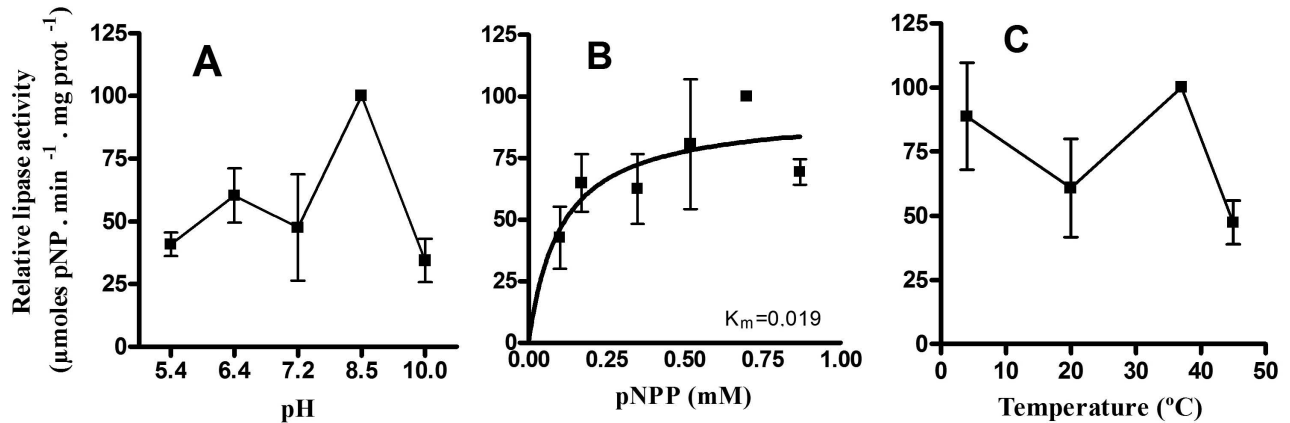 Relative lipase activity
(µmoles pNP . min -1 . mg prot -1)
A
125
100
75
50
25
0
5.4 6.4 7.2 8.5 10.0
pH
B
125
100
75
50
25
0
0.00 0.25 0.50 0.75 1.00
Km=0.019
pNPP (mM)
C
125
100
75
50
25
0
0 10 20 30 40 50
Temperature (ºC)